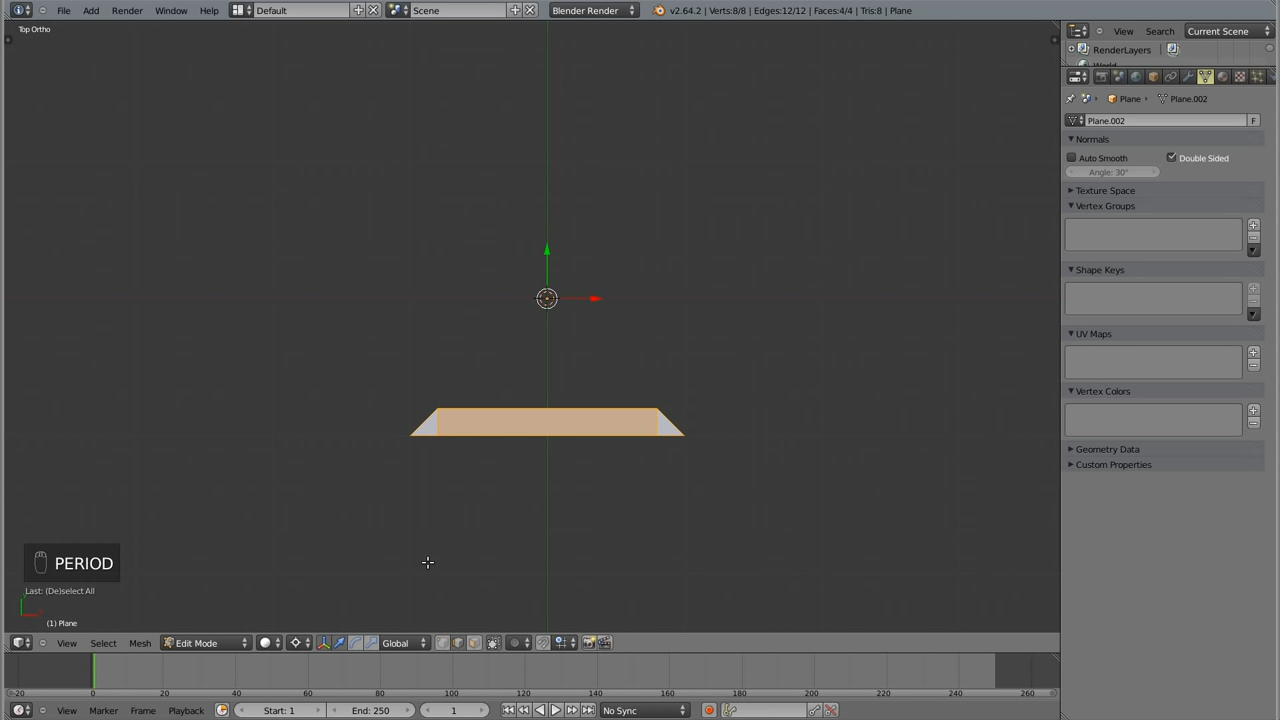 File Add Render Window Help Default Scene Blender Render v2.64.2 | Verts:8/8 | Edges:12/12 | Faces:4/4 | Tris:8 | Plane
Top Ortho
View Search Current Scene
RenderLayers
World
Plane Plane.002
Plane.002 F
Normals
Auto Smooth Double Sided
Angle: 30°
Texture Space
Vertex Groups
Shape Keys
UV Maps
Vertex Colors
Geometry Data
Custom Properties
PERIOD
Last: (De)select All
(1) Plane
View Select Mesh Edit Mode Global
-20 0 20 40 60 80 100 120 140 160 180 200 220 240 260
View Marker Frame Playback Start: 1 End: 250 1 No Sync